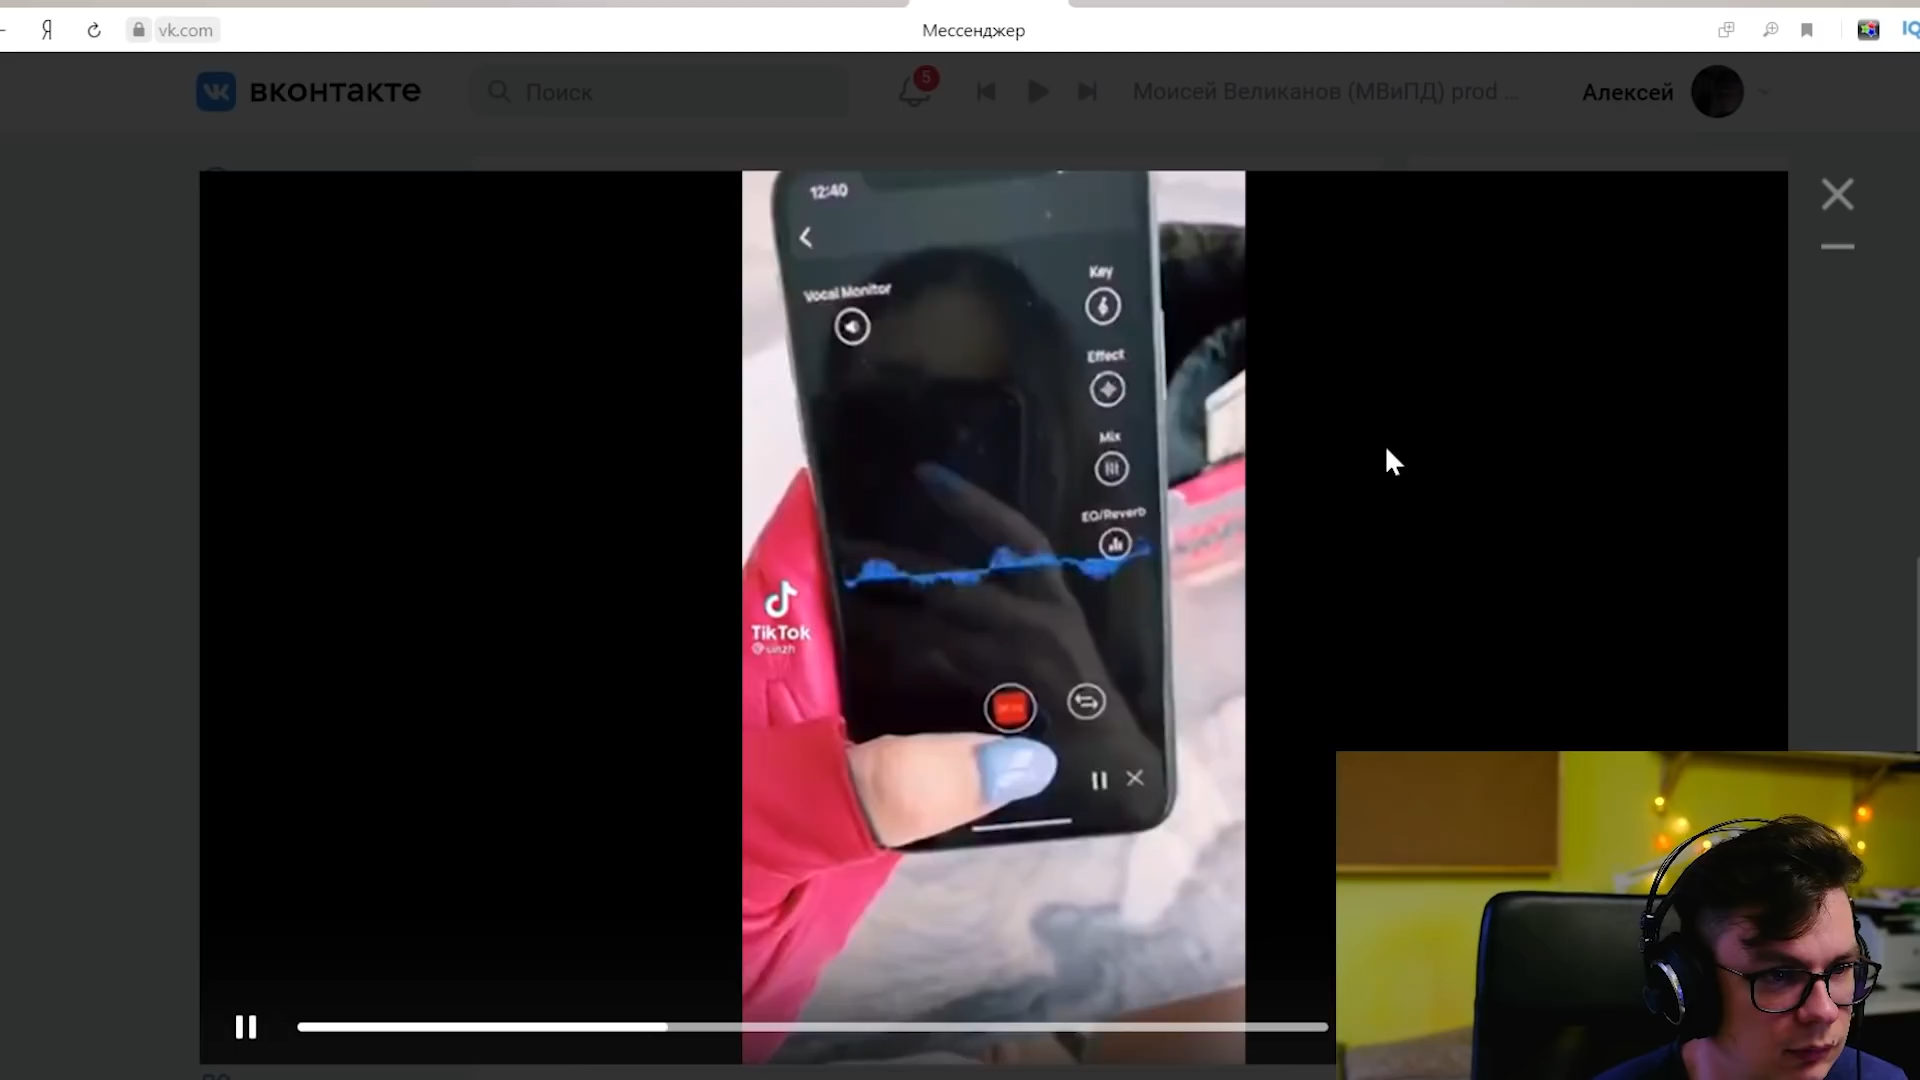 Я
vk.com
Мессенджер
вконтакте
Поиск
5
Моисей Великанов (МВиПД) prod ...
Алексей
12:40
Vocal Monitor
Key
Effect
Mix
EQ/Reverb
TikTok